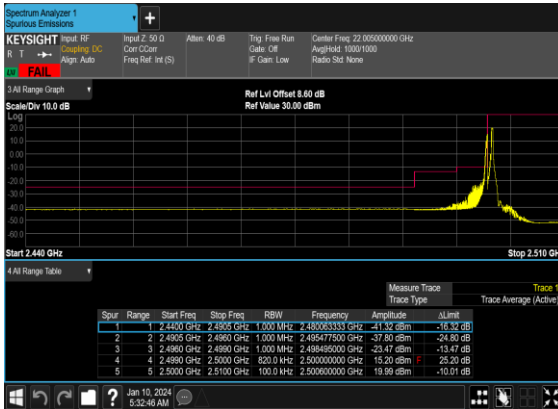 Spectrum Analyzer 1
Spurious Emissions
+
KEYSIGHT Input: RF Input Z: 50 Ω Atten: 40 dB Trig: Free Run Center Freq: 22.005000000 GHz
R T Coupling: DC Corr CCorr Gate: Off Avg|Hold: 1000/1000
Align: Auto Freq Ref: Int (S) IF Gain: Low Radio Std: None
FAIL
3 All Range Graph
Ref Lvl Offset 8.60 dB
Scale/Div 10.0 dB Ref Value 30.00 dBm
Log
20.0
10.0
0.00
-10.0
-20.0
-30.0
-40.0
-50.0
-60.0
Start 2.440 GHz Stop 2.510 GH
4 All Range Table
Measure Trace Trace 1
Trace Type Trace Average (Active)
Spur Range Start Freq Stop Freq RBW Frequency Amplitude ΔLimit
1 1 2.4400 GHz 2.4905 GHz 1.000 MHz 2.480063333 GHz -41.32 dBm -16.32 dB
2 2 2.4905 GHz 2.4960 GHz 1.000 MHz 2.495477500 GHz -37.80 dBm -24.80 dB
3 3 2.4960 GHz 2.4990 GHz 1.000 MHz 2.498495000 GHz -23.47 dBm -13.47 dB
4 4 2.4990 GHz 2.5000 GHz 820.0 kHz 2.500000000 GHz 15.20 dBm F 25.20 dB
5 5 2.5000 GHz 2.5100 GHz 100.0 kHz 2.500600000 GHz 19.99 dBm -10.01 dB
? Jan 10, 2024
5:32:46 AM